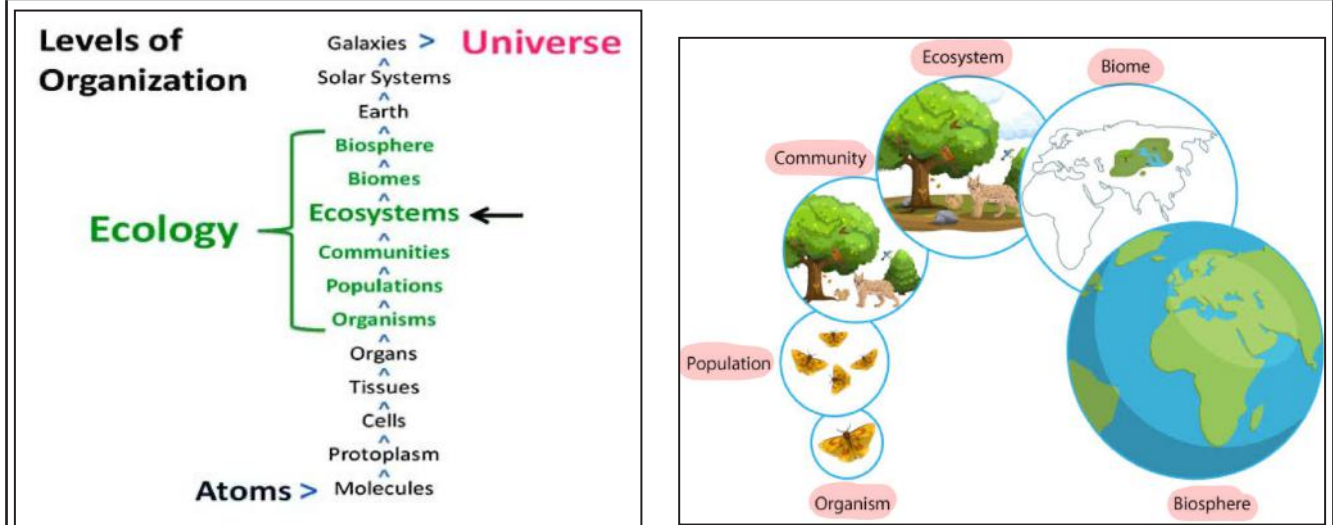 Levels of
Organization
Galaxies > Universe
^
Solar Systems
^
Earth
^
Biosphere
^
Biomes
^
Ecosystems
^
Communities
^
Populations
^
Organisms
^
Organs
^
Tissues
^
Cells
^
Protoplasm
^
Atoms > Molecules
Ecology
Ecosystem
Biome
Community
Population
Organism
Biosphere